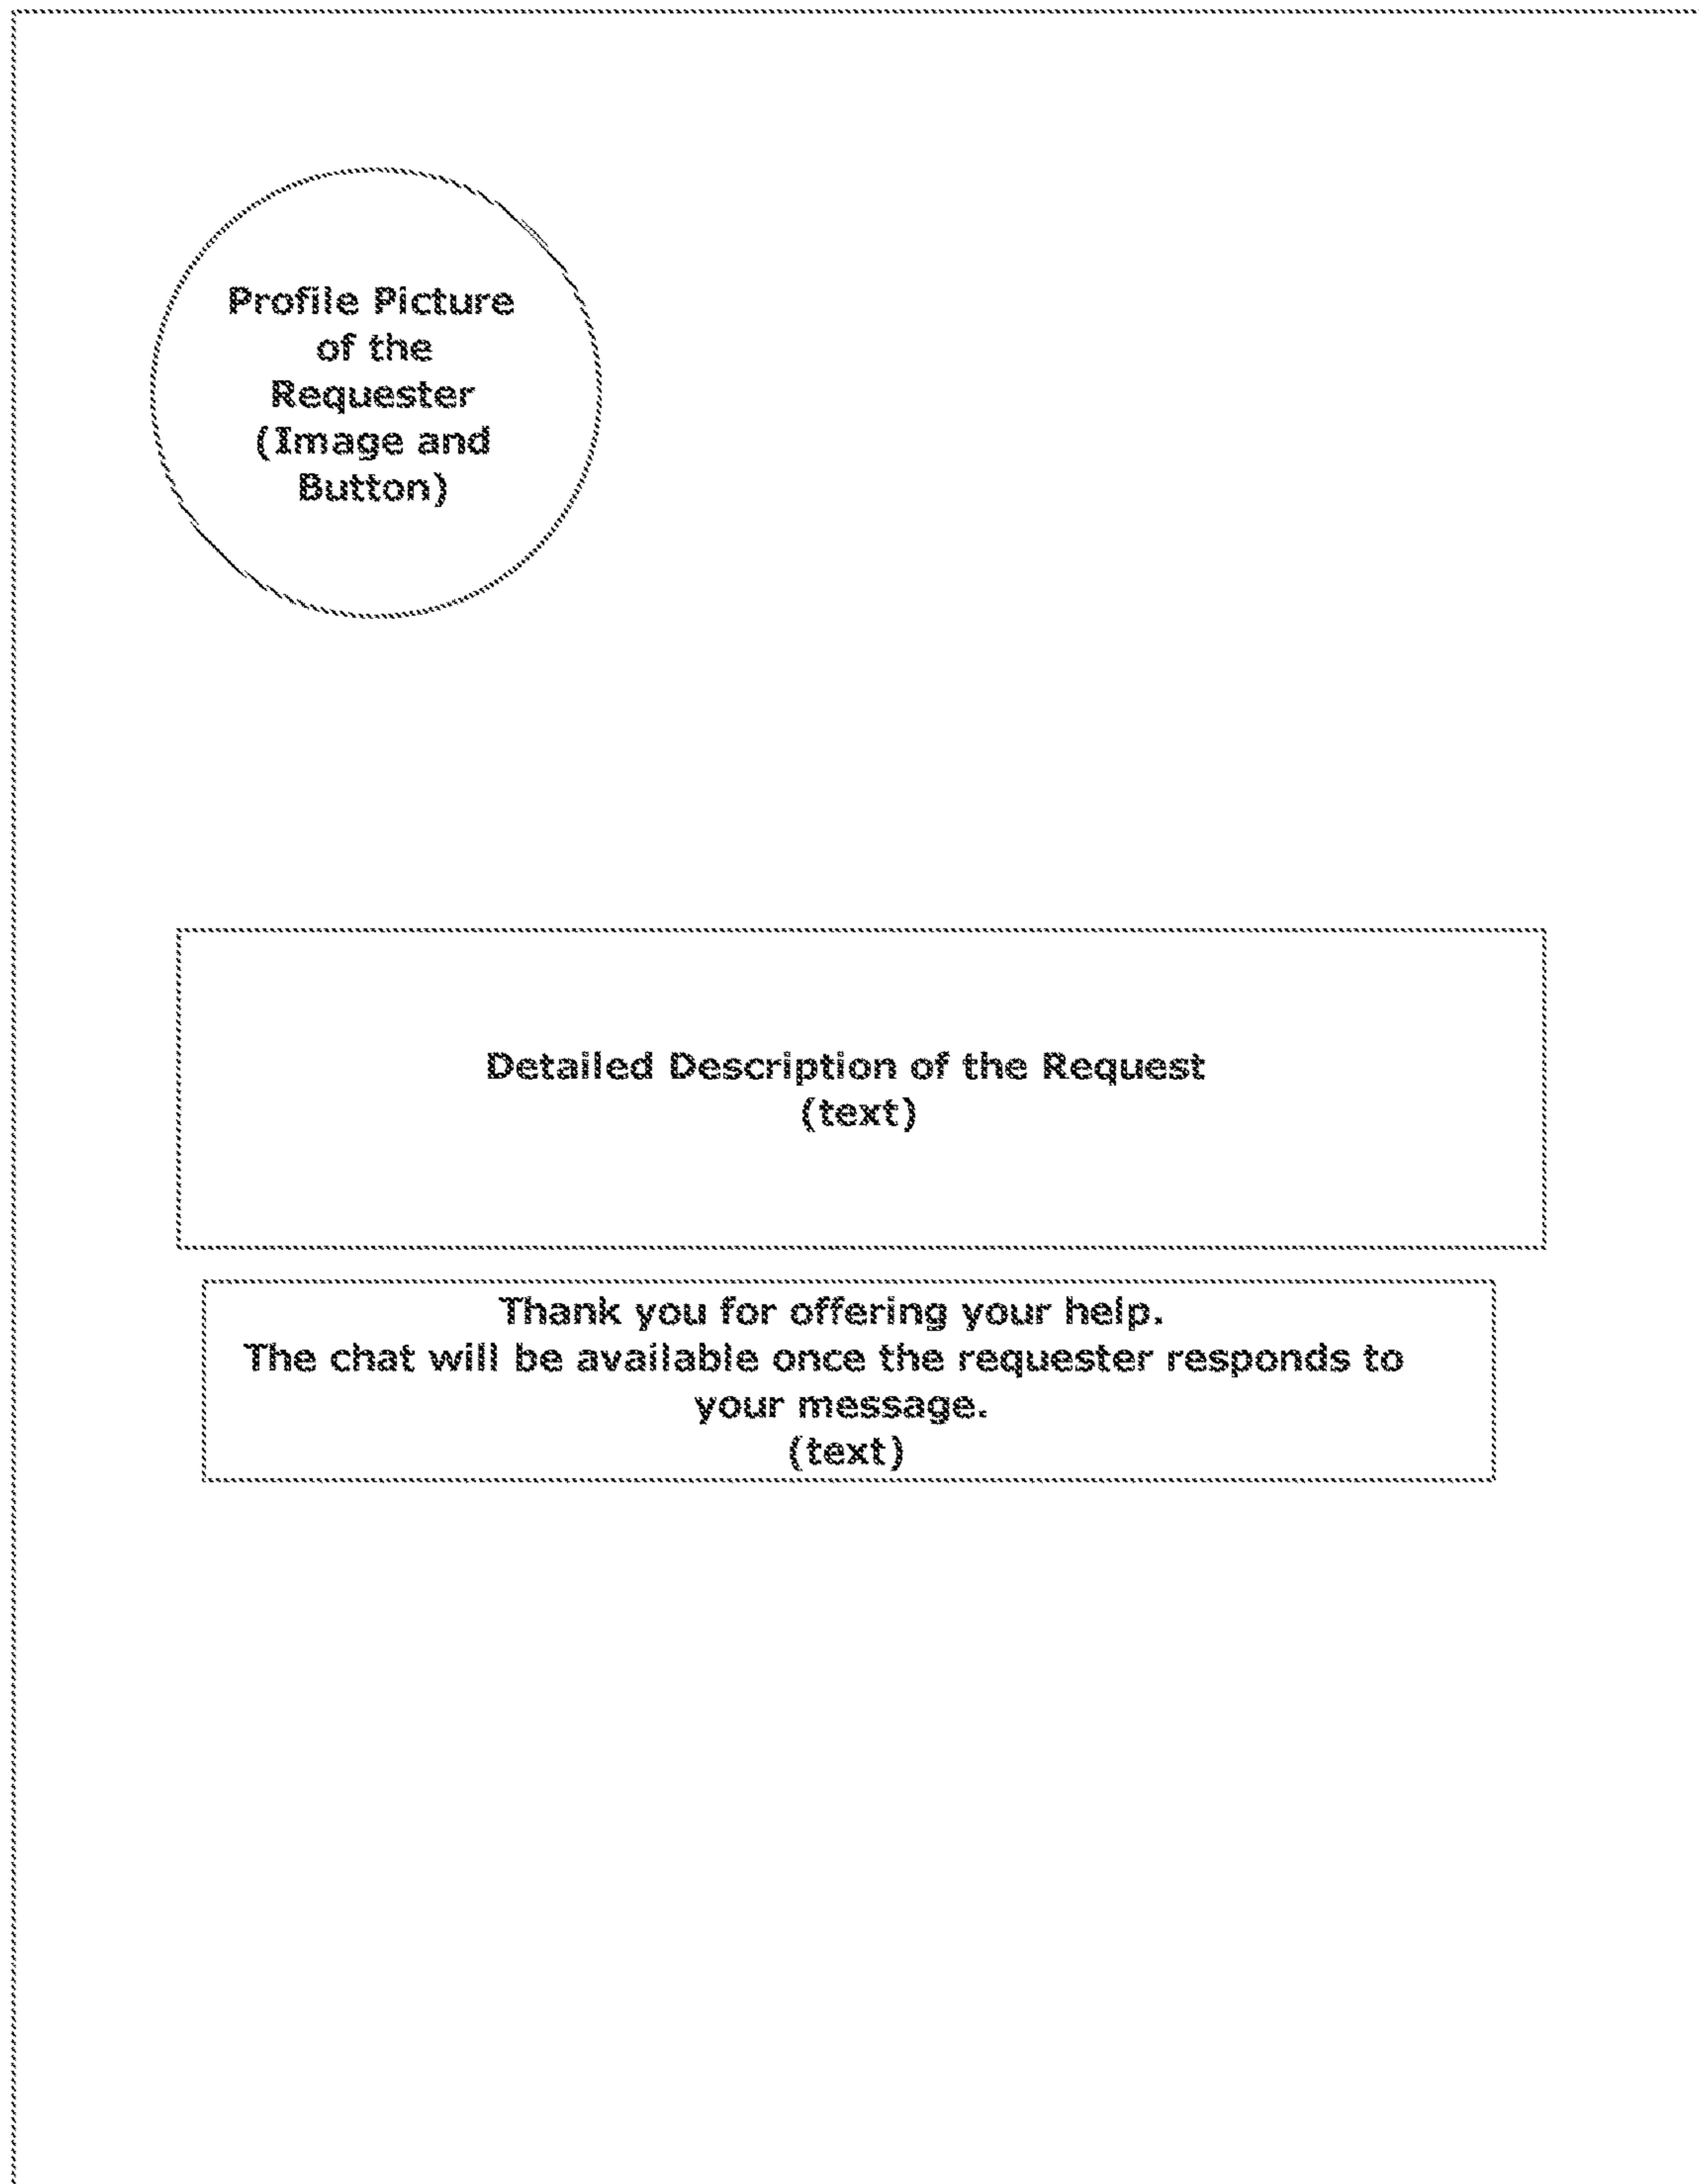 Profile Picture
of the
Requester
(Image and
Button)
Detailed Description of the Request
(text)
Thank you for offering your help.
The chat will be available once the requester responds to
your message.
(text)